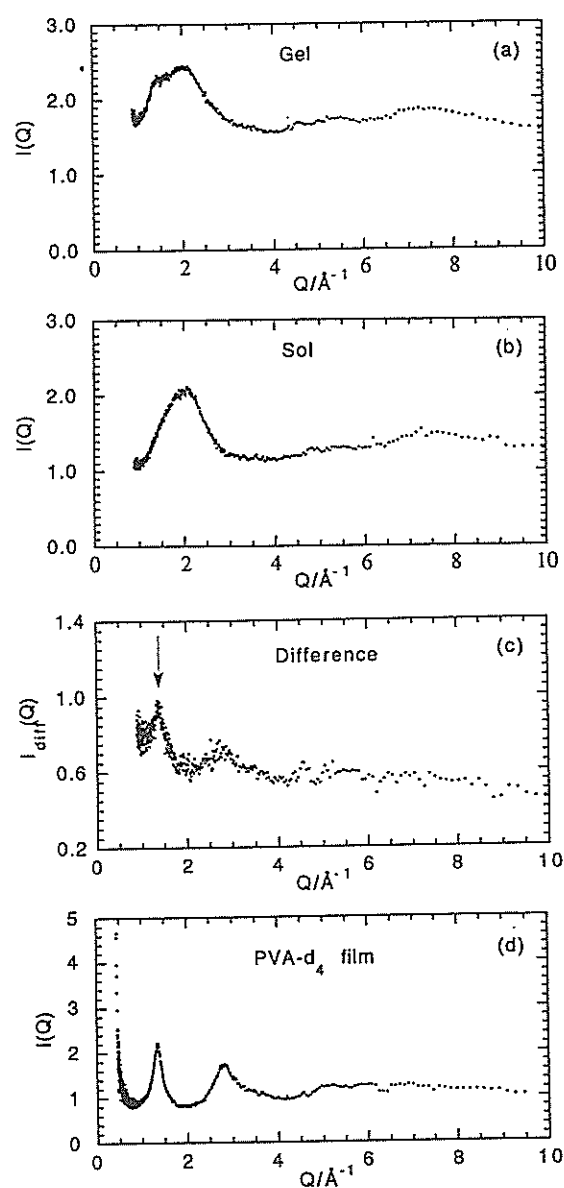 3.0
(a)
Gel
2.0
I(Q)
1.0
0.0
0 2 4 6 8 10
Q/Å⁻¹
3.0
(b)
Sol
2.0
I(Q)
1.0
0.0
0 2 4 6 8 10
Q/Å⁻¹
1.4
(c)
Difference
1.0
I_diff(Q)
0.6
0.2
0 2 4 6 8 10
Q/Å⁻¹
5
(d)
PVA-d₄ film
4
3
I(Q)
2
1
0
0 2 4 6 8 10
Q/Å⁻¹